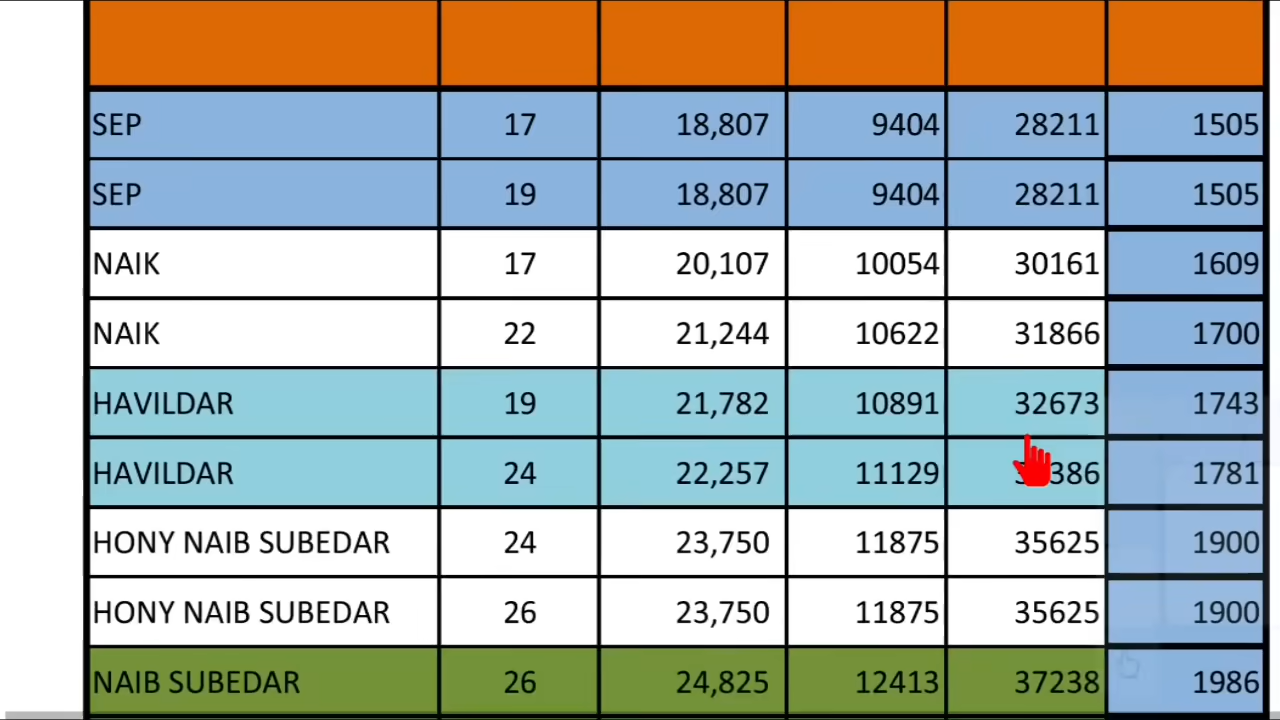 SEP 17 18,807 9404 28211 1505
SEP 19 18,807 9404 28211 1505
NAIK 17 20,107 10054 30161 1609
NAIK 22 21,244 10622 31866 1700
HAVILDAR 19 21,782 10891 32673 1743
HAVILDAR 24 22,257 11129 1781
HONY NAIB SUBEDAR 24 23,750 11875 35625 1900
HONY NAIB SUBEDAR 26 23,750 11875 35625 1900
NAIB SUBEDAR 26 24,825 12413 37238 1986